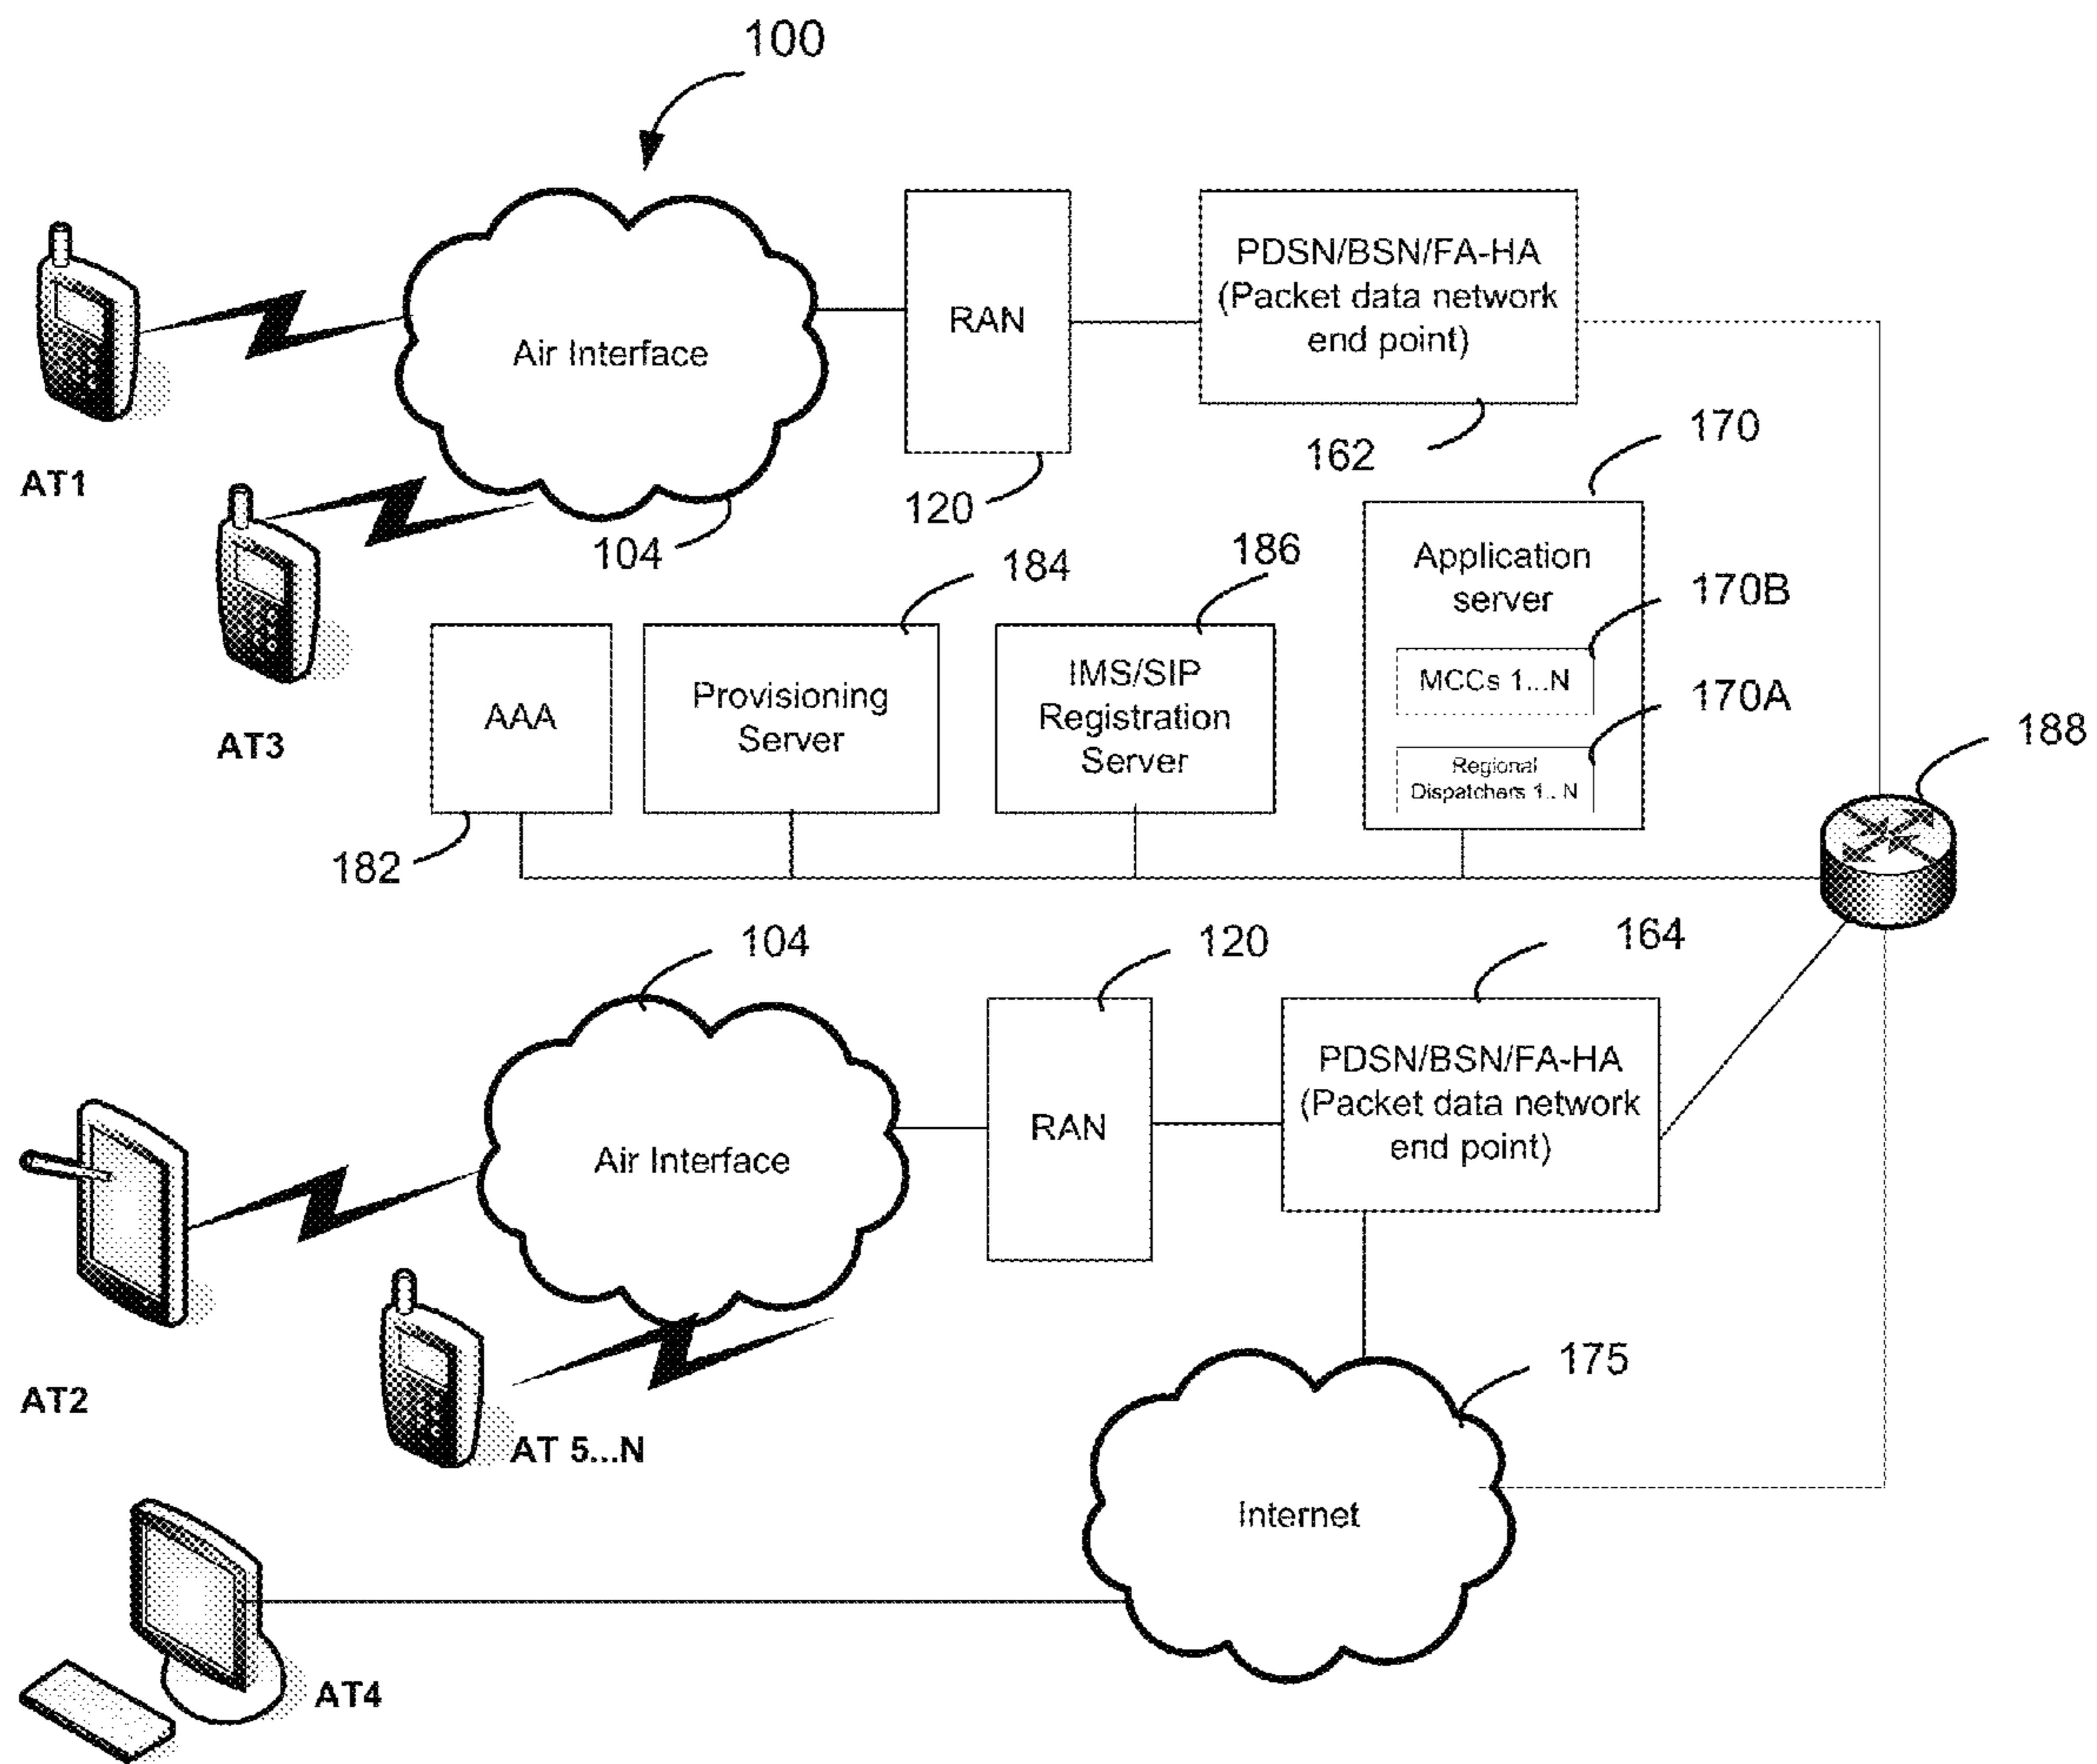 100
PDSN/BSN/FA-HA
(Packet data network
end point)
RAN
Air Interface
162
170
AT1
120
104
184
186
Application
server
170B
MCCs 1...N
170A
Regional
Dispatchers 1...N
AAA
Provisioning
Server
IMS/SIP
Registration
Server
AT3
188
182
104
120
164
PDSN/BSN/FA-HA
(Packet data network
end point)
RAN
Air Interface
175
AT2
AT 5...N
Internet
AT4